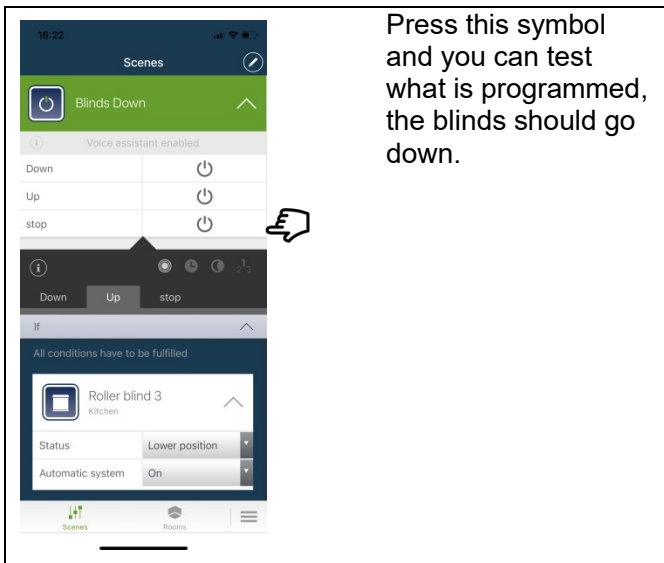 16:22
Scenes
Blinds Down
Voice assistant enabled
Down
Up
stop
Down Up stop
If
All conditions have to be fulfilled
Roller blind 3
Kitchen
Status Lower position
Automatic system On
Scenes Rooms
Press this symbol
and you can test
what is programmed,
the blinds should go
down.